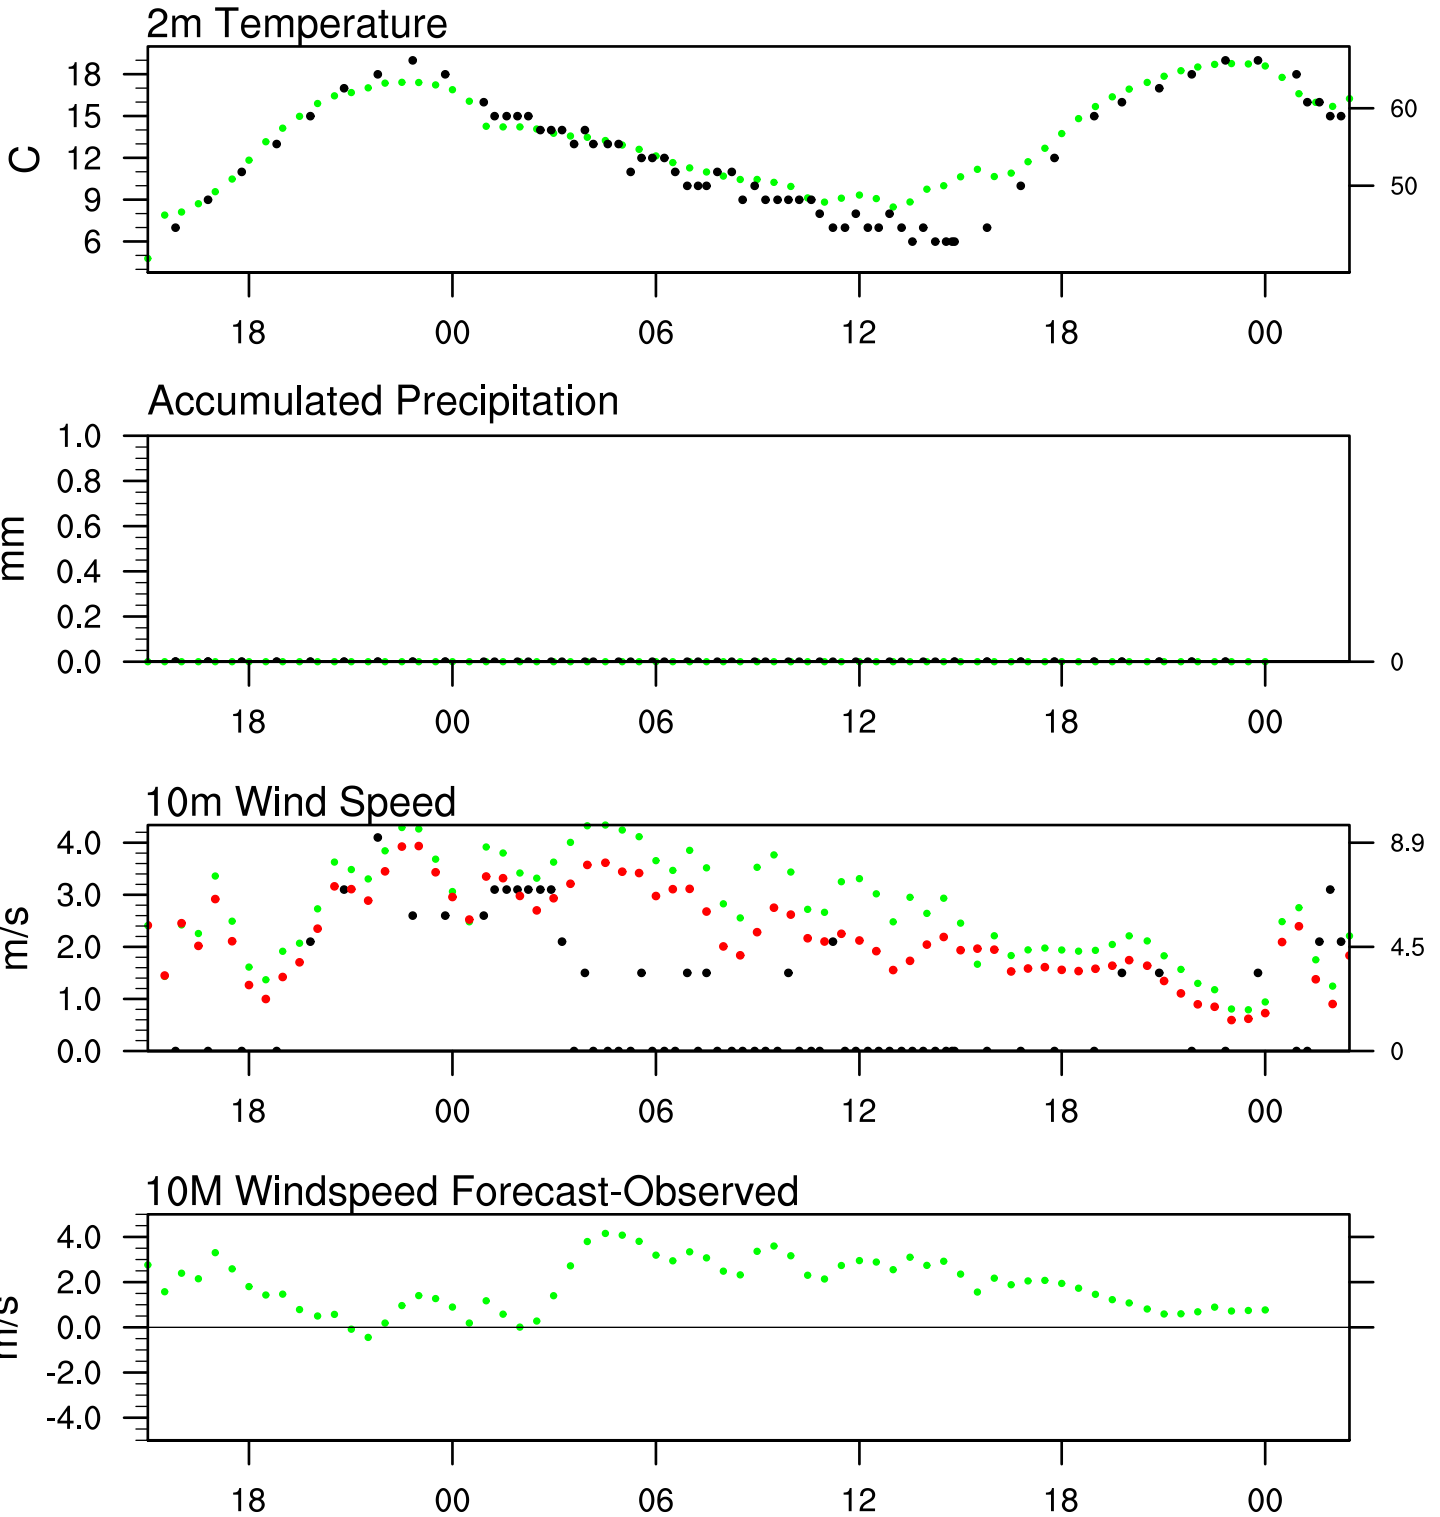 2m Temperature
18
15
12
9
6
C
60
50
18 00 06 12 18 00
Accumulated Precipitation
1.0
0.8
0.6
0.4
0.2
0.0
mm
0
18 00 06 12 18 00
10m Wind Speed
4.0
3.0
2.0
1.0
0.0
m/s
8.9
4.5
0
18 00 06 12 18 00
10M Windspeed Forecast-Observed
4.0
2.0
0.0
-2.0
-4.0
m/s
18 00 06 12 18 00